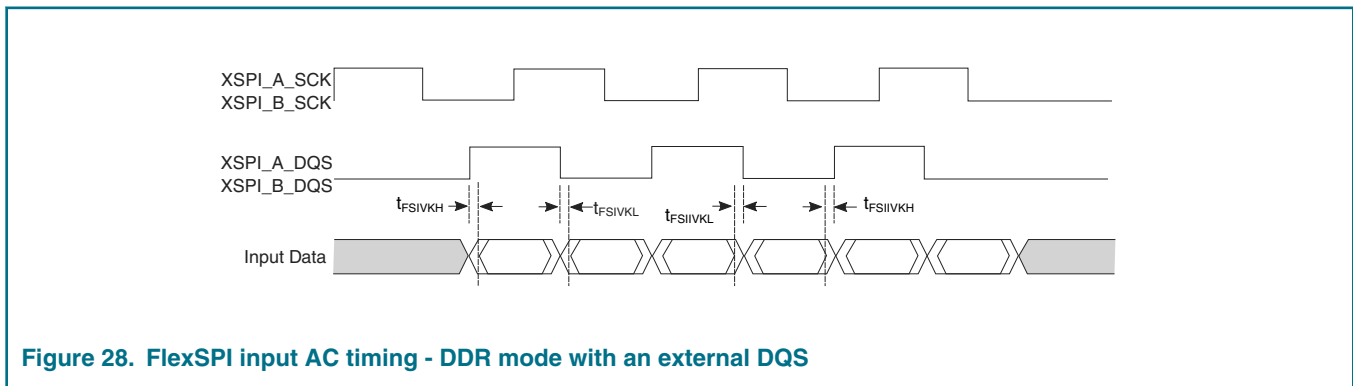 XSPI_A_SCK
XSPI_B_SCK
XSPI_A_DQS
XSPI_B_DQS
tFSIVKH
tFSIVKL
tFSIIVKL
tFSIIVKH
Input Data
Figure 28. FlexSPI input AC timing - DDR mode with an external DQS